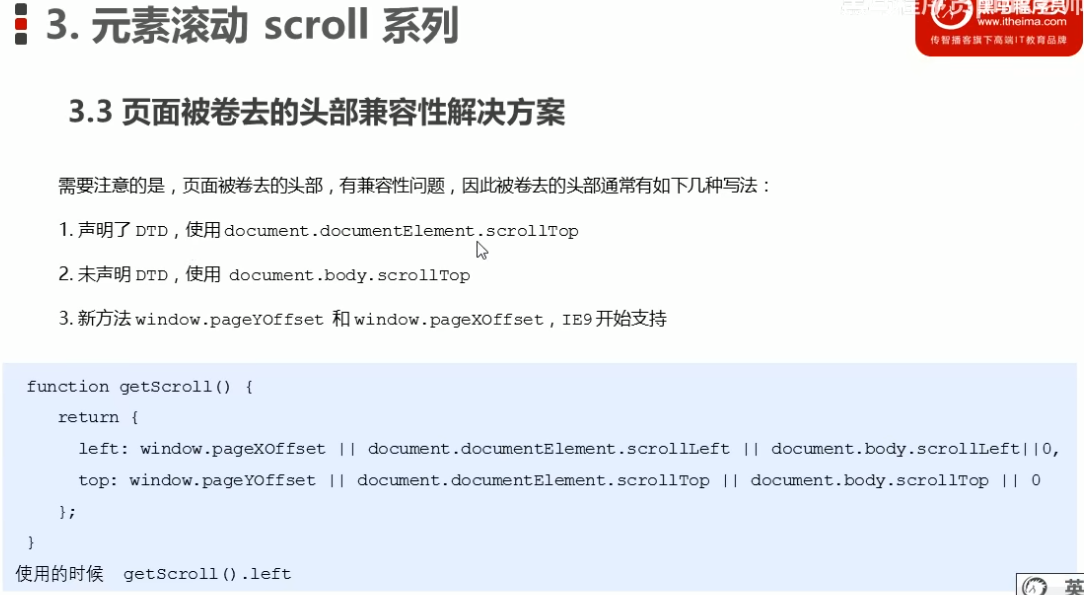 3. 元素滚动 scroll 系列
www.itheima.com
传智播客旗下高端IT教育品牌
3.3 页面被卷去的头部兼容性解决方案
需要注意的是，页面被卷去的头部，有兼容性问题，因此被卷去的头部通常有如下几种写法：
1. 声明了 DTD，使用 document.documentElement.scrollTop
2. 未声明 DTD，使用 document.body.scrollTop
3. 新方法 window.pageYOffset 和 window.pageXOffset，IE9 开始支持
function getScroll() {
return {
left: window.pageXOffset || document.documentElement.scrollLeft || document.body.scrollLeft||0,
top: window.pageYOffset || document.documentElement.scrollTop || document.body.scrollTop || 0
};
}
使用的时候 getScroll().left
英